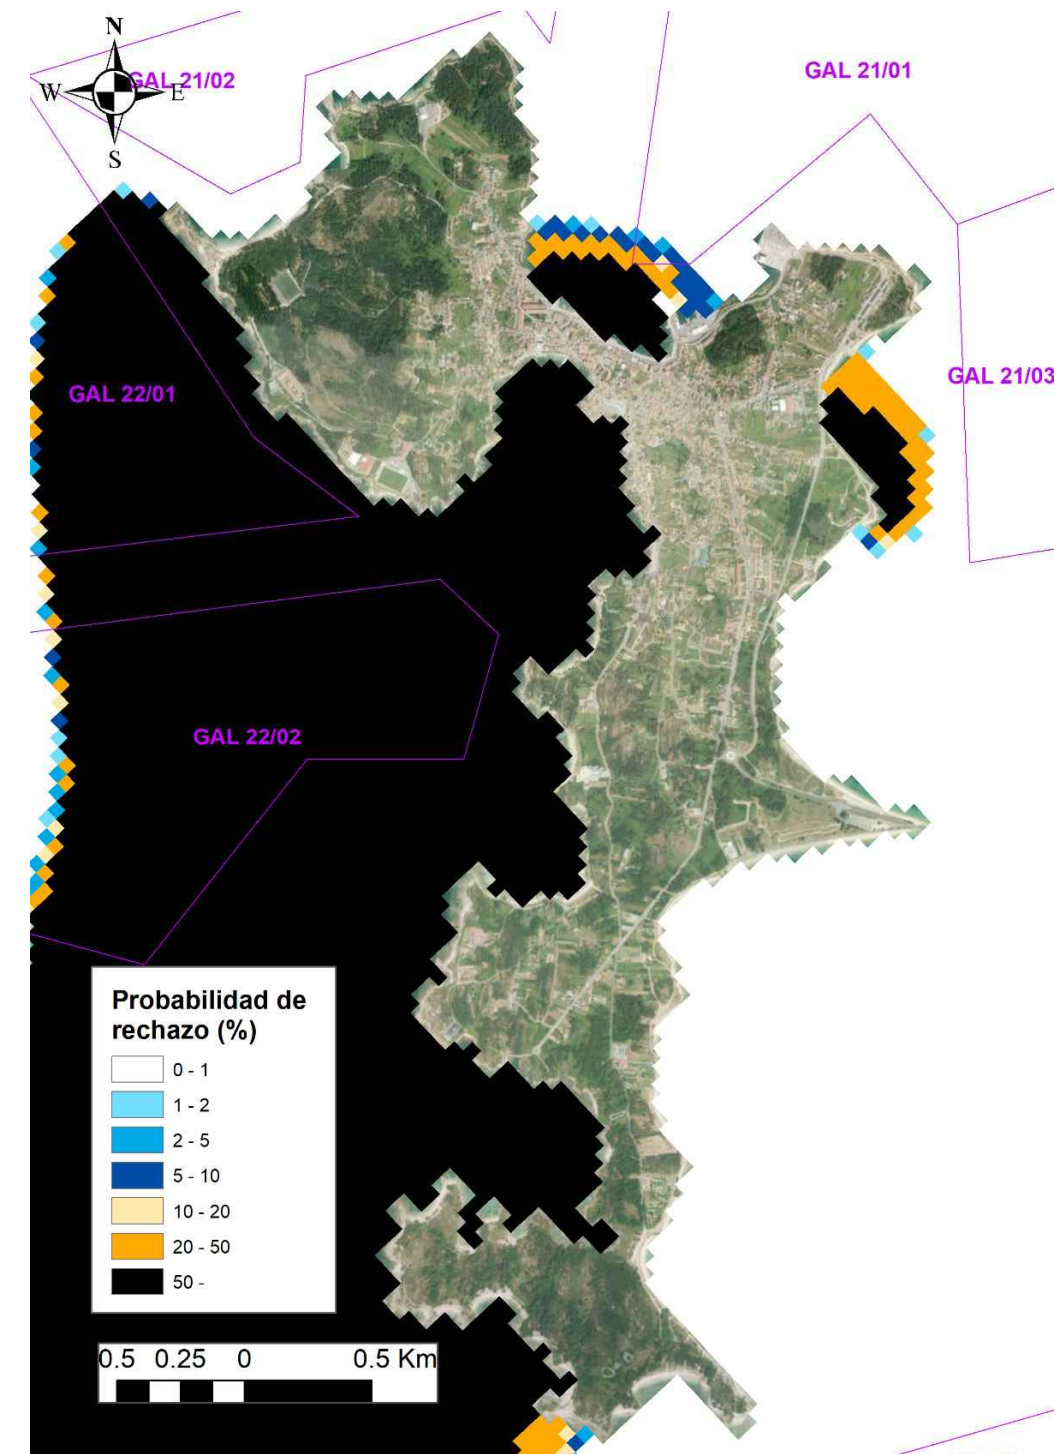 N
GAL 21/02
GAL 21/01
W
E
S
GAL 21/03
GAL 22/01
GAL 22/02
Probabilidad de
rechazo (%)
0 - 1
1 - 2
2 - 5
5 - 10
10 - 20
20 - 50
50 -
0.5 0.25 0 0.5 Km